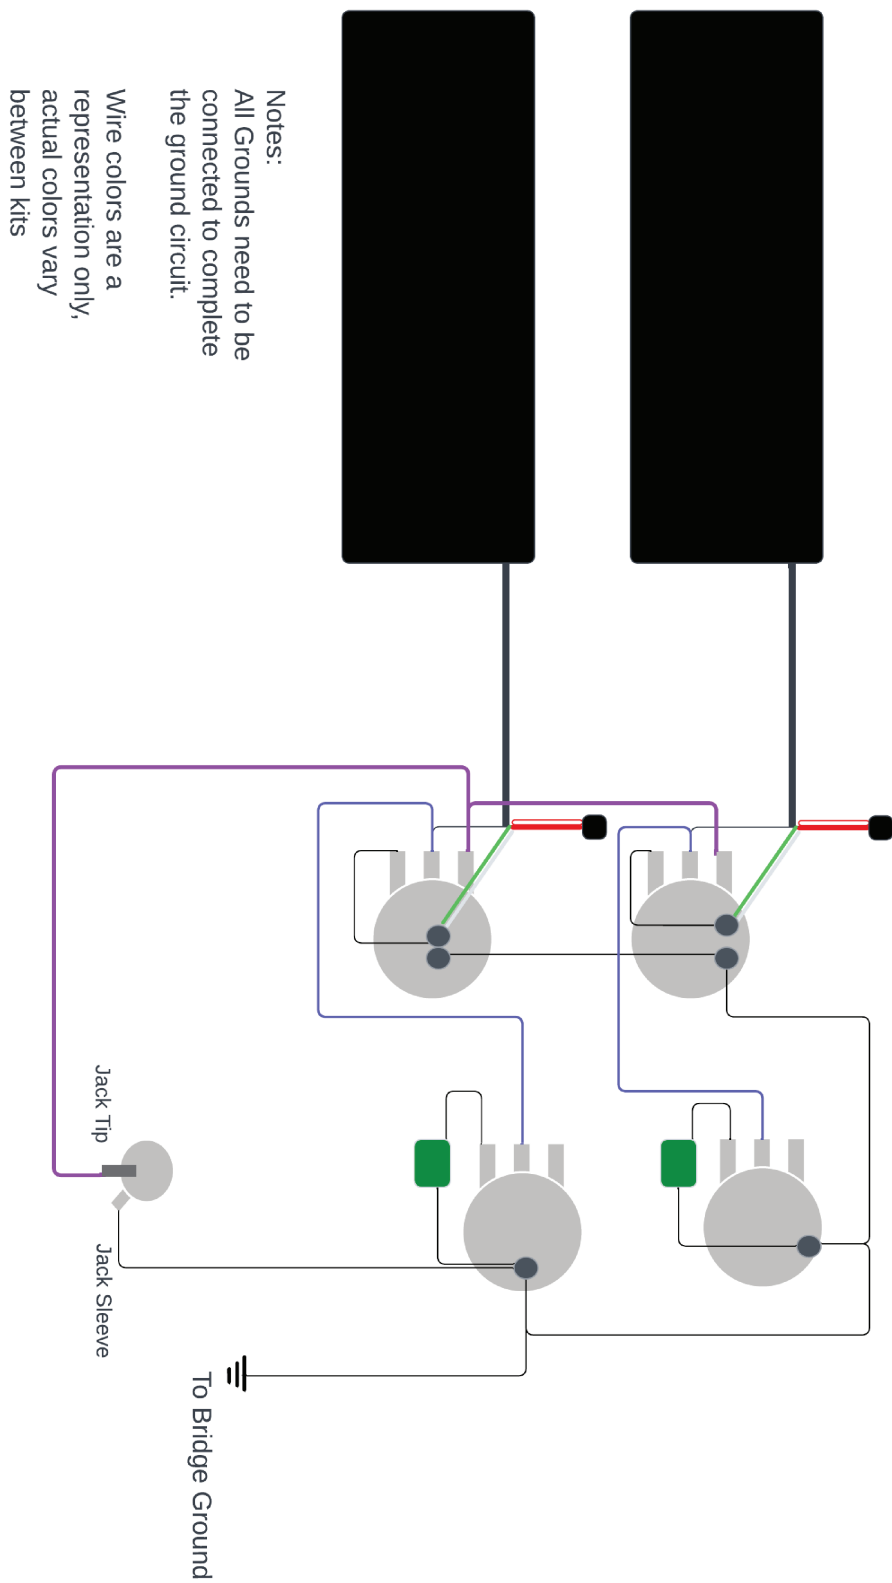 Notes:
All Grounds need to be
connected to complete
the ground circuit.
Wire colors are a
representation only,
actual colors vary
between kits
Jack Tip
Jack Sleeve
To Bridge Ground